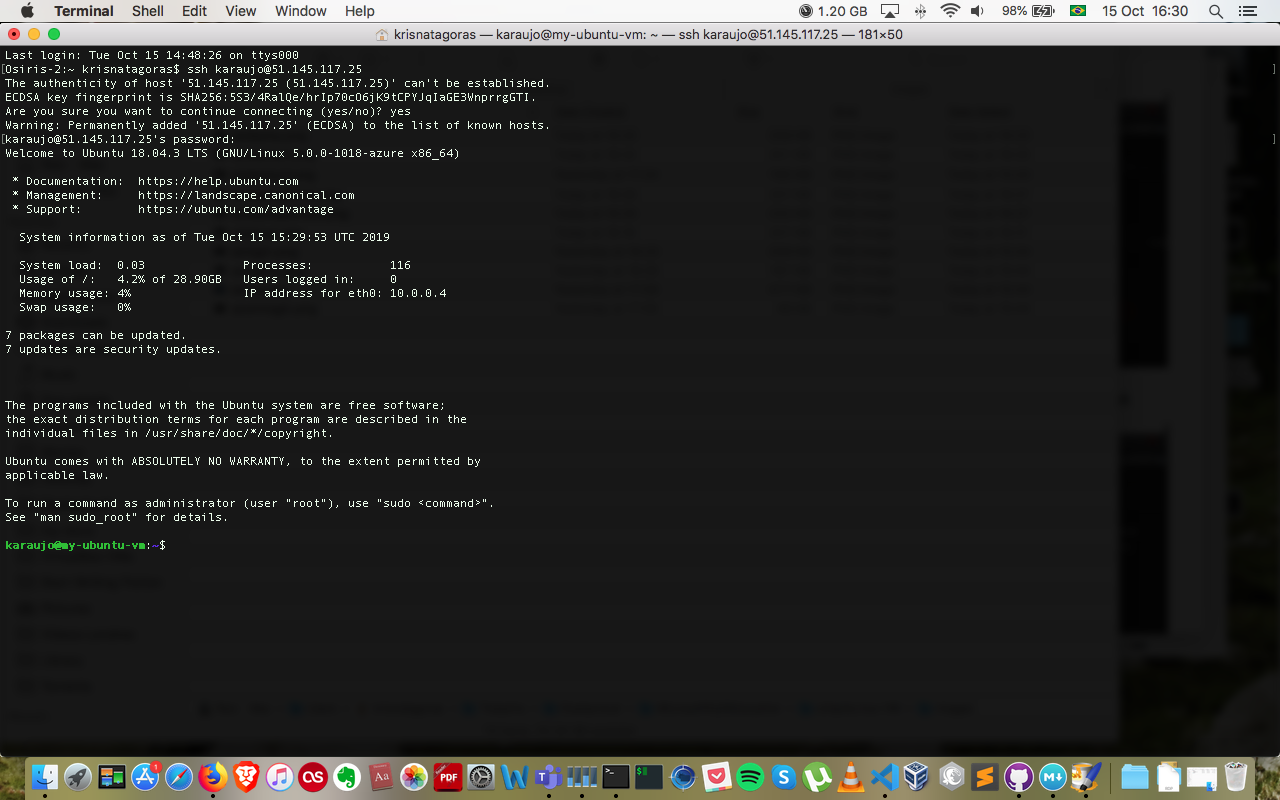 Terminal Shell Edit View Window Help 1.20 GB 98% 15 Oct 16:30
krisnatagoras — karaujo@my-ubuntu-vm: ~ — ssh karaujo@51.145.117.25 — 181×50
Last login: Tue Oct 15 14:48:26 on ttys000
[Osiris-2:~ krisnatagoras$ ssh karaujo@51.145.117.25 ]
The authenticity of host '51.145.117.25 (51.145.117.25)' can't be established.
ECDSA key fingerprint is SHA256:5S3/4RalQe/hrIp70cO6jK9tCPYJqIaGE3WnprrgGTI.
Are you sure you want to continue connecting (yes/no)? yes
Warning: Permanently added '51.145.117.25' (ECDSA) to the list of known hosts.
[karaujo@51.145.117.25's password: ]
Welcome to Ubuntu 18.04.3 LTS (GNU/Linux 5.0.0-1018-azure x86_64)
* Documentation: https://help.ubuntu.com
* Management: https://landscape.canonical.com
* Support: https://ubuntu.com/advantage
System information as of Tue Oct 15 15:29:53 UTC 2019
System load: 0.03 Processes: 116
Usage of /: 4.2% of 28.90GB Users logged in: 0
Memory usage: 4% IP address for eth0: 10.0.0.4
Swap usage: 0%
7 packages can be updated.
7 updates are security updates.
The programs included with the Ubuntu system are free software;
the exact distribution terms for each program are described in the
individual files in /usr/share/doc/*/copyright.
Ubuntu comes with ABSOLUTELY NO WARRANTY, to the extent permitted by
applicable law.
To run a command as administrator (user "root"), use "sudo <command>".
See "man sudo_root" for details.
karaujo@my-ubuntu-vm:~$
1
PDF